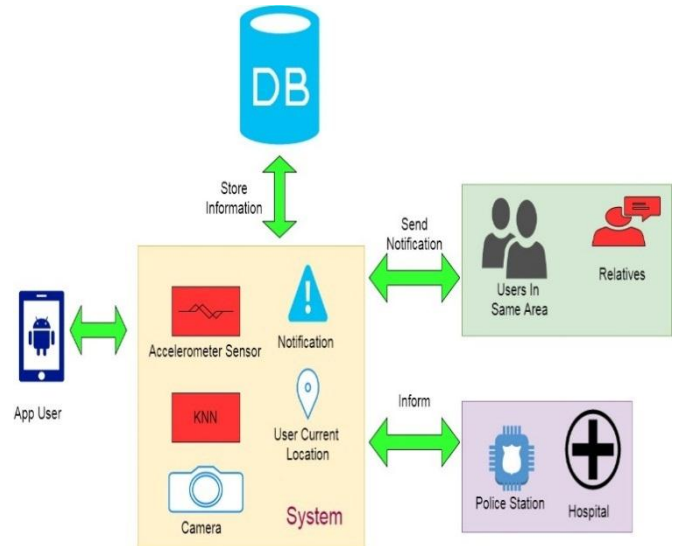 DB
Store
Information
Send
Notification
Users In
Same Area
Relatives
App User
Accelerometer Sensor
Notification
KNN
User Current
Location
Camera
System
Inform
Police Station
Hospital